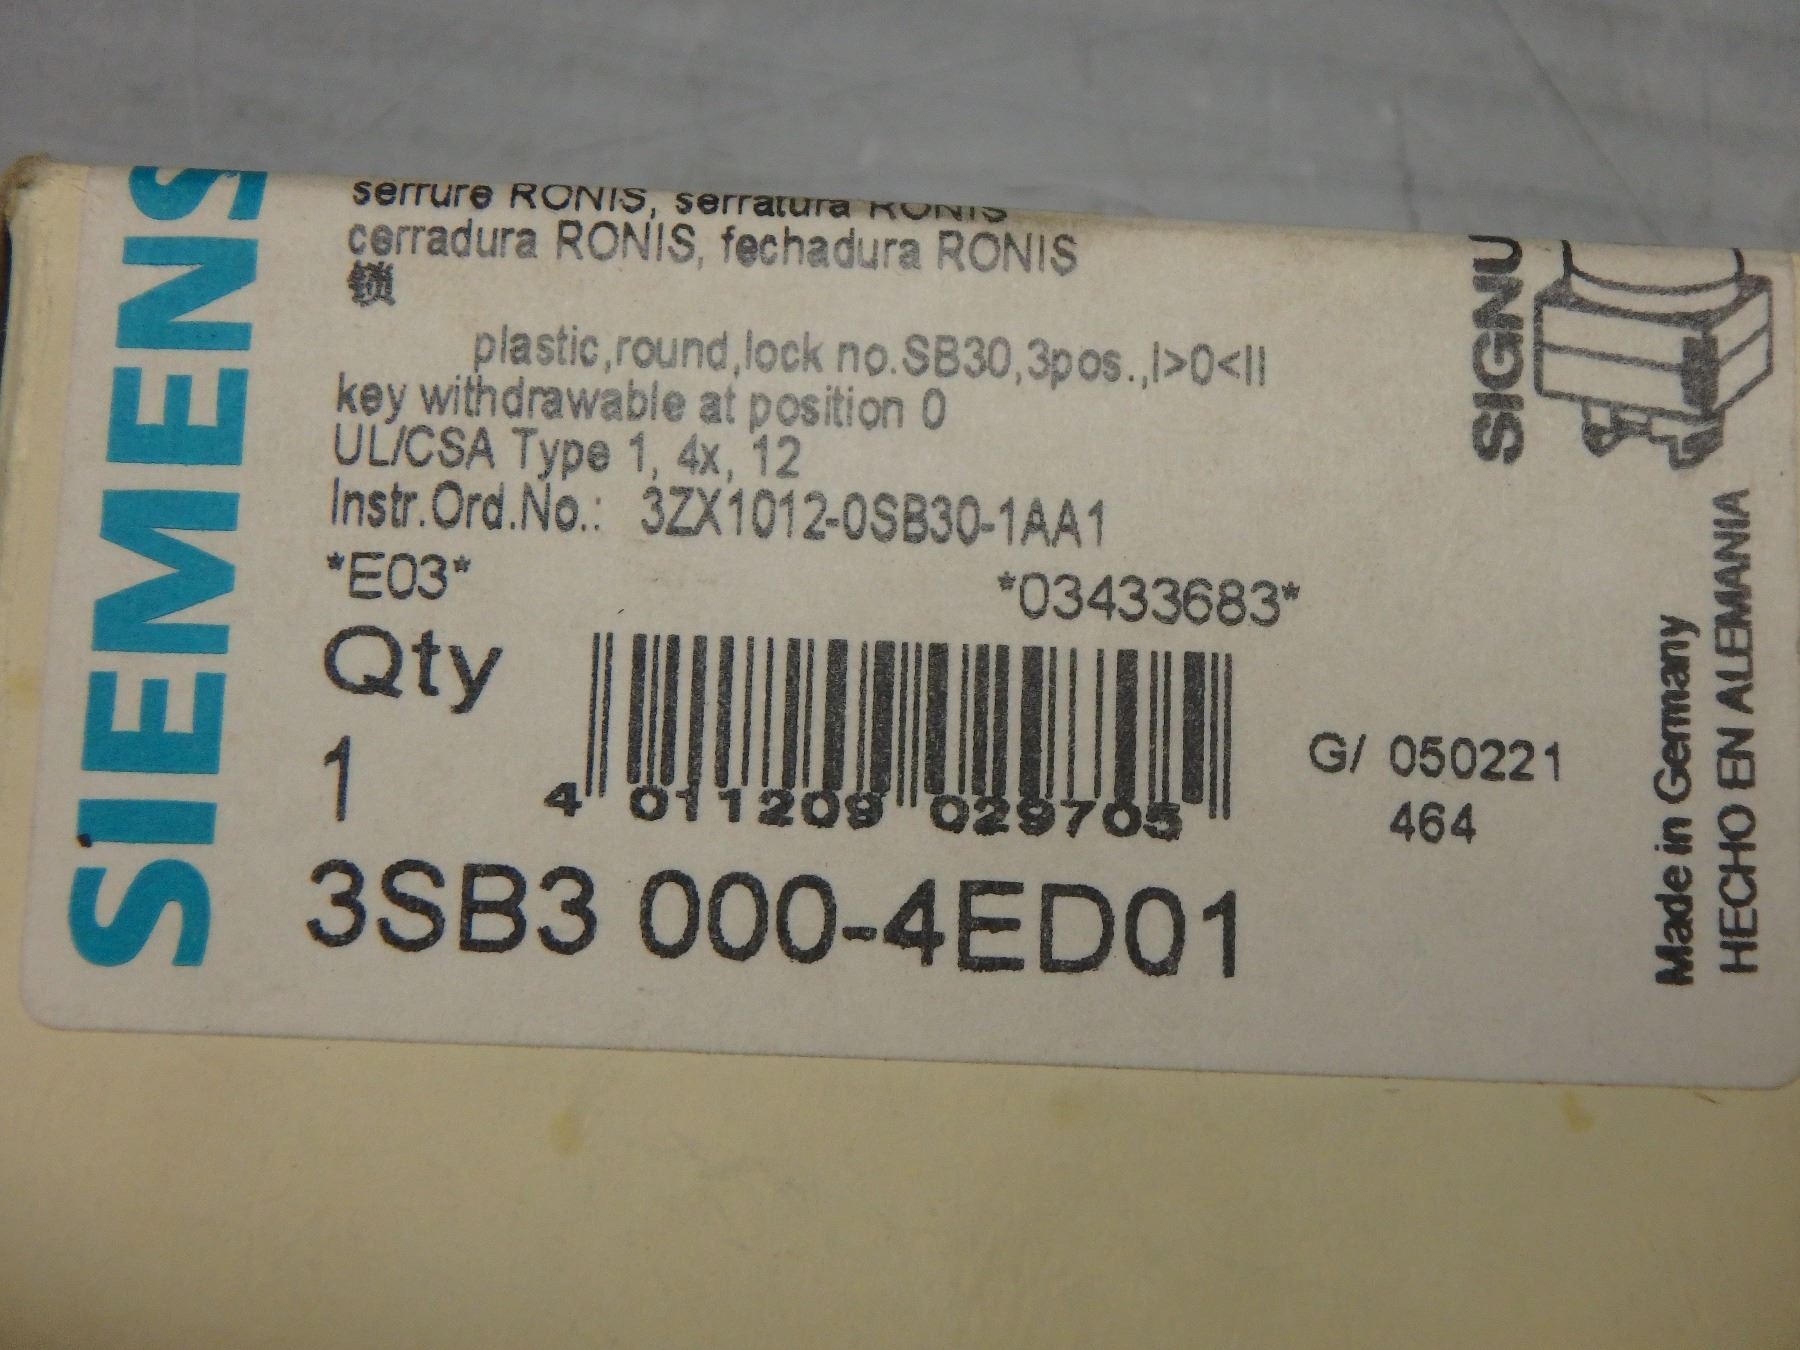 SIEMENS
serrure RONIS, serratura RONIS
cerradura RONIS, fechadura RONIS
锁
plastic,round,lock no.SB30,3pos.,I>0<II
key withdrawable at position 0
UL/CSA Type 1, 4x, 12
Instr.Ord.No.: 3ZX1012-0SB30-1AA1
*E03* *03433683*
Qty
1
4 011209 029705
G/ 050221
464
3SB3 000-4ED01
SIGNU
Made in Germany
HECHO EN ALEMANIA